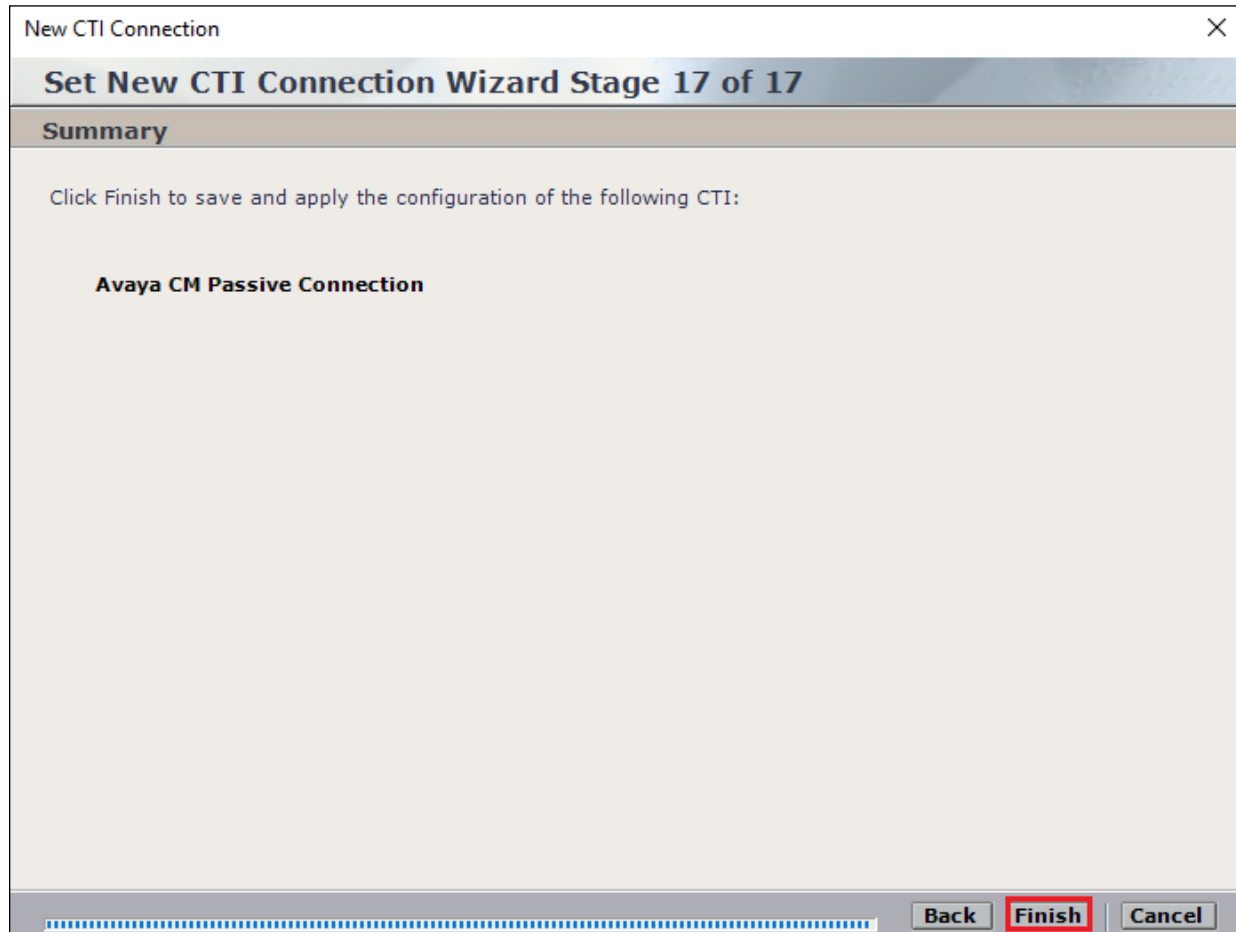 New CTI Connection
Set New CTI Connection Wizard Stage 17 of 17
Summary
Click Finish to save and apply the configuration of the following CTI:
Avaya CM Passive Connection
Back Finish Cancel